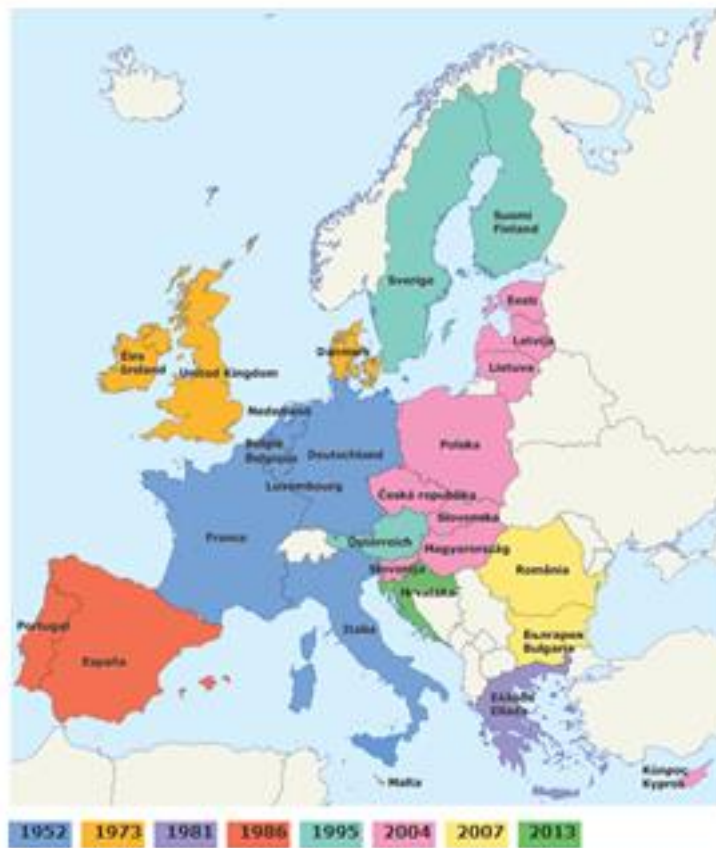 Suomi
Finland
Sverige
Eesti
Latvija
Lietuva
Danmark
Éire
Ireland
United Kingdom
Nederland
België
Belgique
Deutschland
Polska
Luxembourg
Česká republika
Slovensko
France
Österreich
Magyarország
Slovenija
Hrvatska
România
Italia
Portugal
España
България
Bulgaria
Ελλάδα
Ellada
Malta
Κύπρος
Kypros
1952
1973
1981
1986
1995
2004
2007
2013